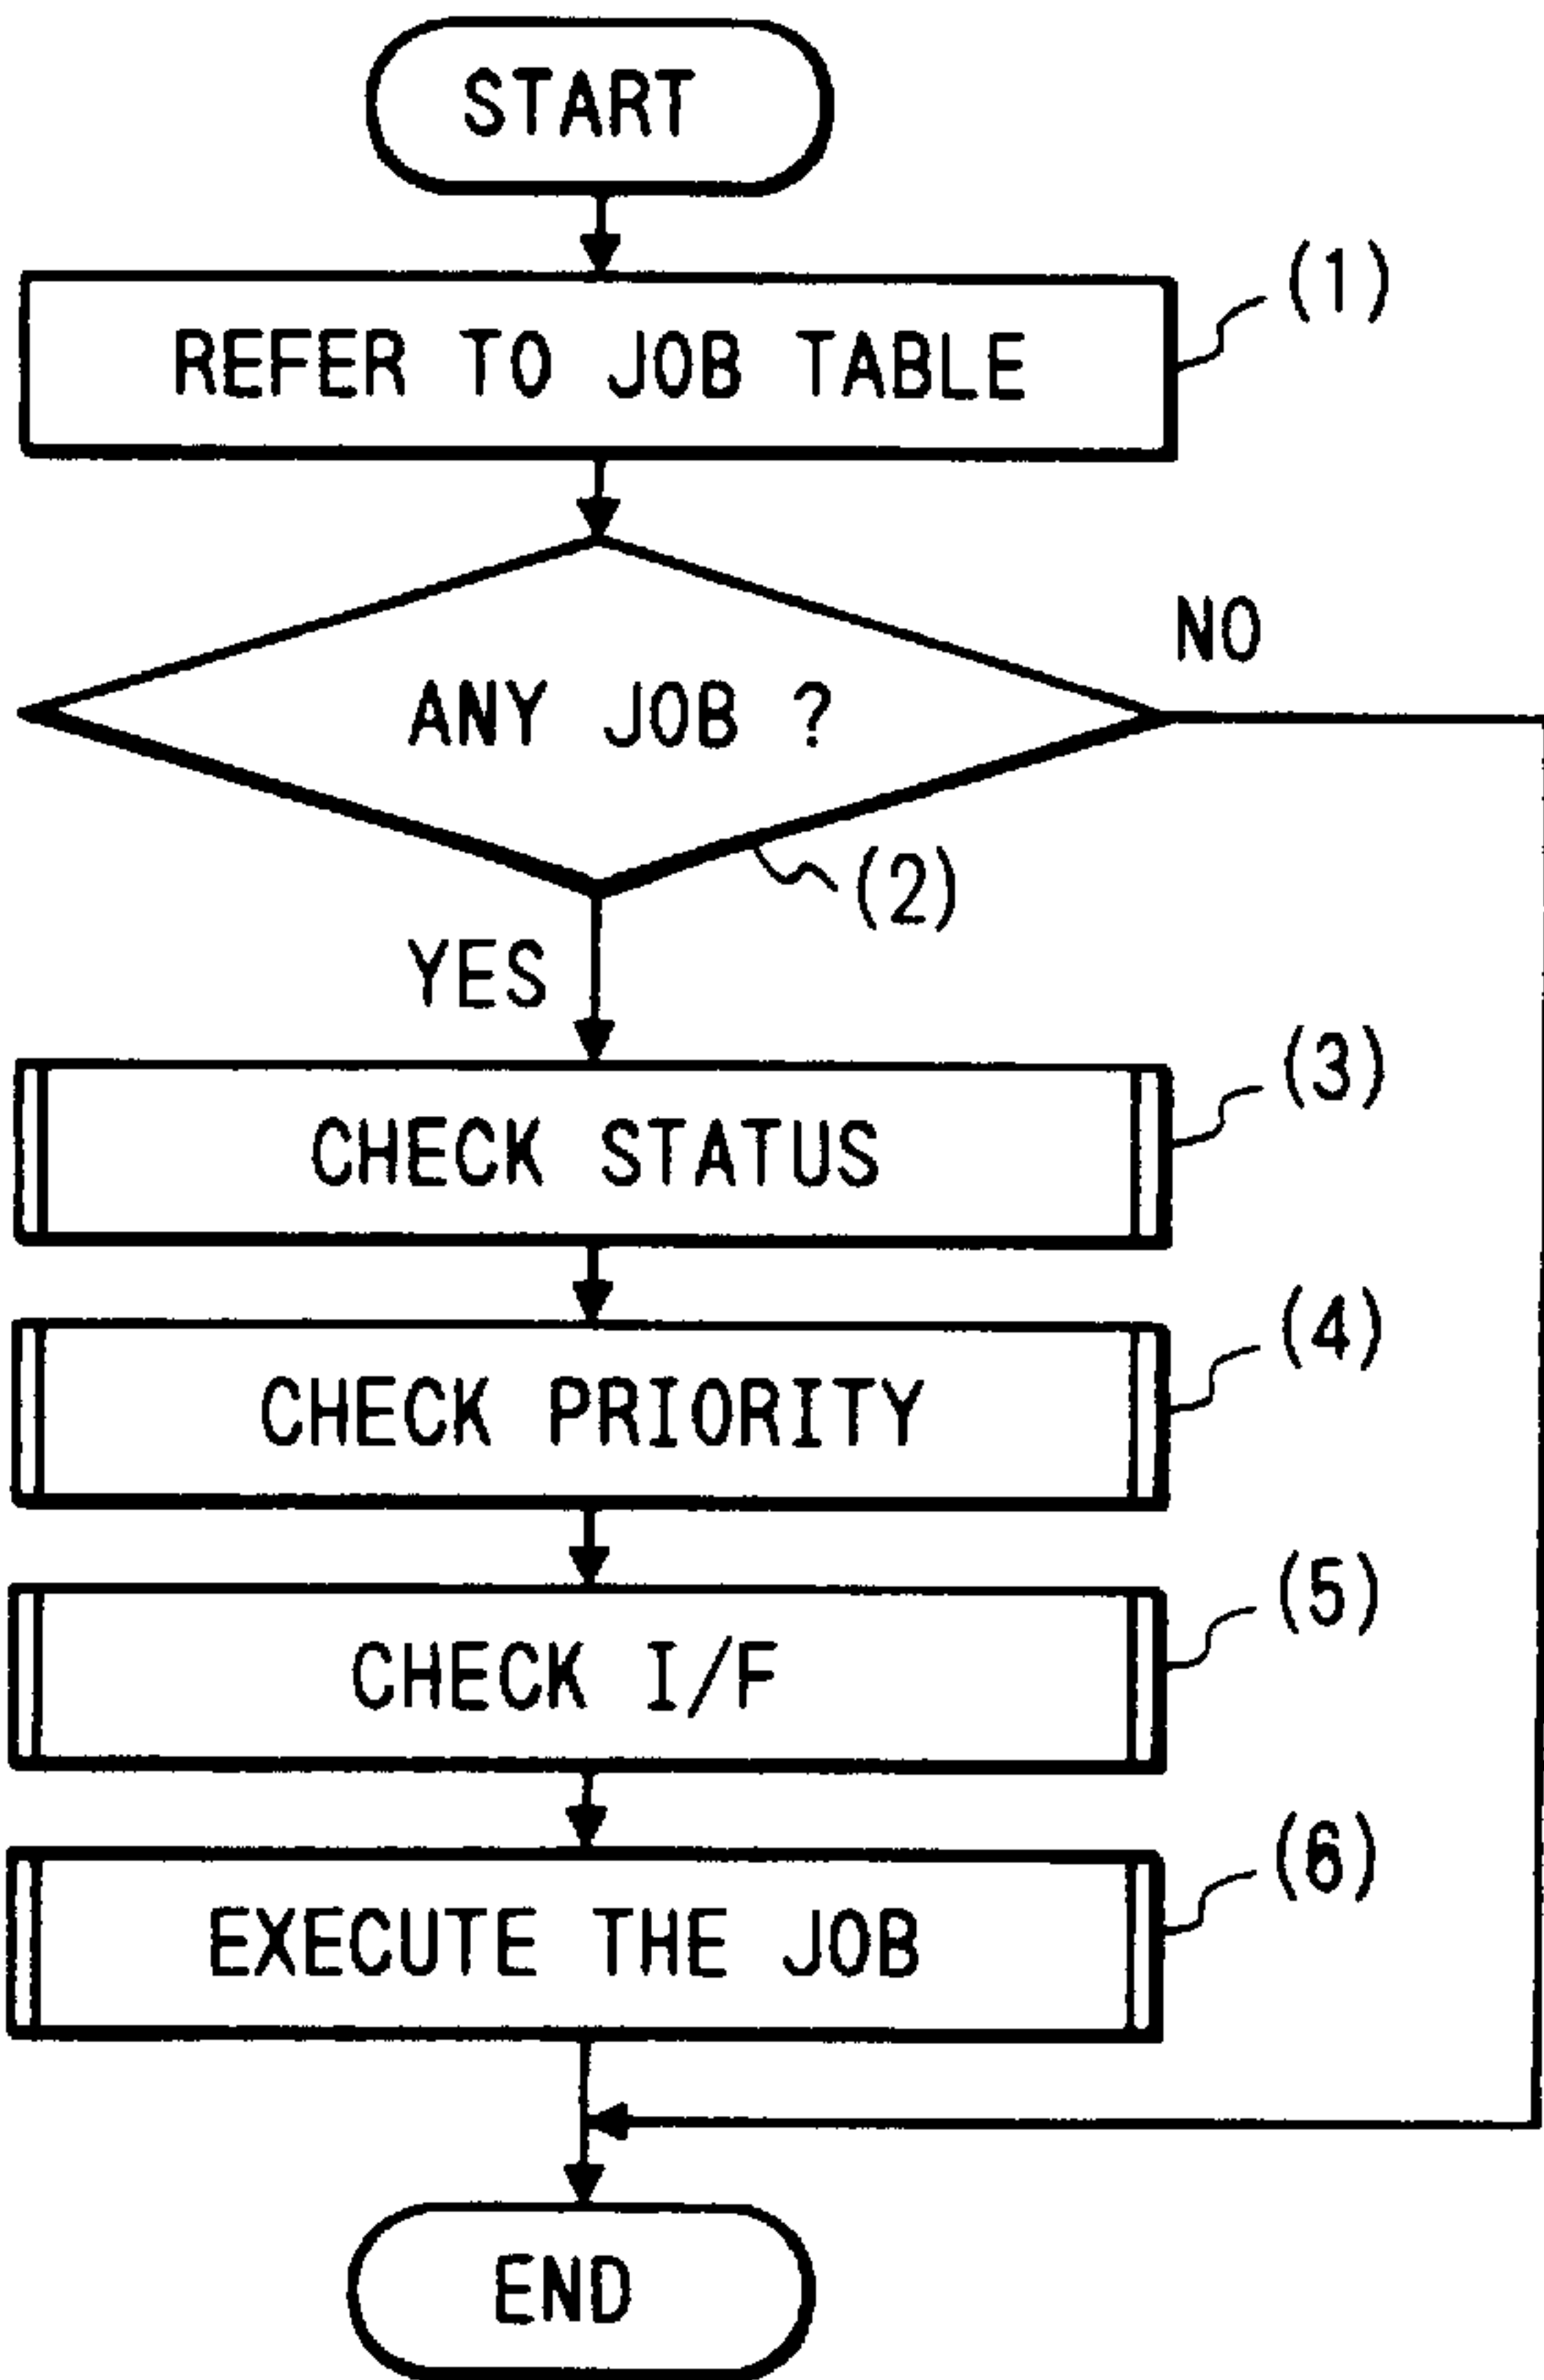 START
(1)
REFER TO JOB TABLE
NO
ANY JOB ?
(2)
YES
(3)
CHECK STATUS
(4)
CHECK PRIORITY
(5)
CHECK I/F
(6)
EXECUTE THE JOB
END